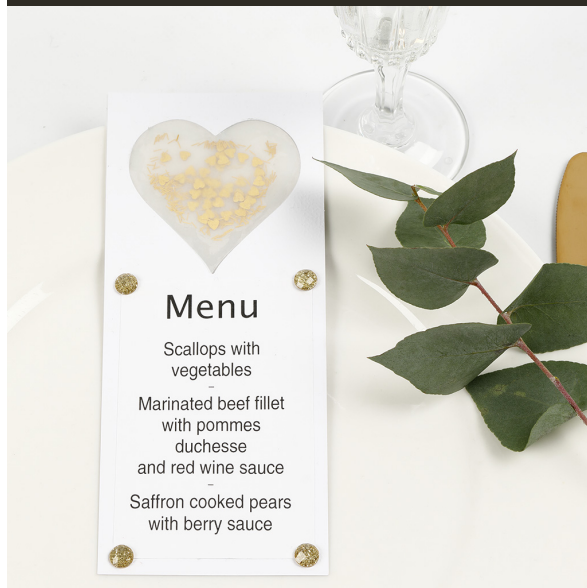 Menu
Scallops with
vegetables
–
Marinated beef fillet
with pommes
duchesse
and red wine sauce
–
Saffron cooked pears
with berry sauce